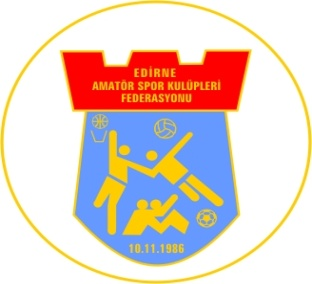 EDİRNE
AMATÖR SPOR KULÜPLERİ
FEDERASYONU
10.11.1986